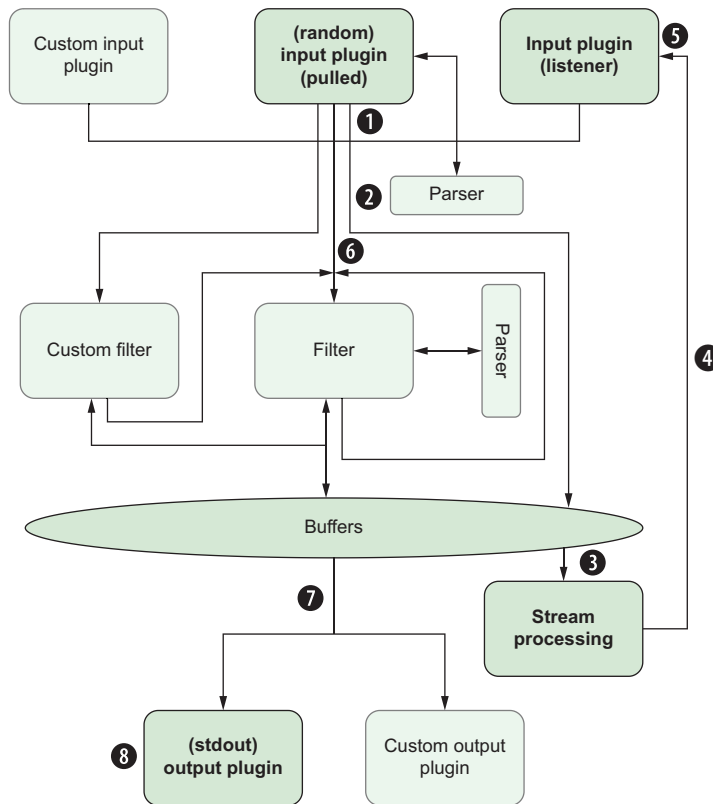 Custom input
plugin
(random)
input plugin
(pulled)
Input plugin
(listener)
5
1
2
Parser
6
Custom filter
Filter
Parser
4
Buffers
3
7
Stream
processing
8
(stdout)
output plugin
Custom output
plugin